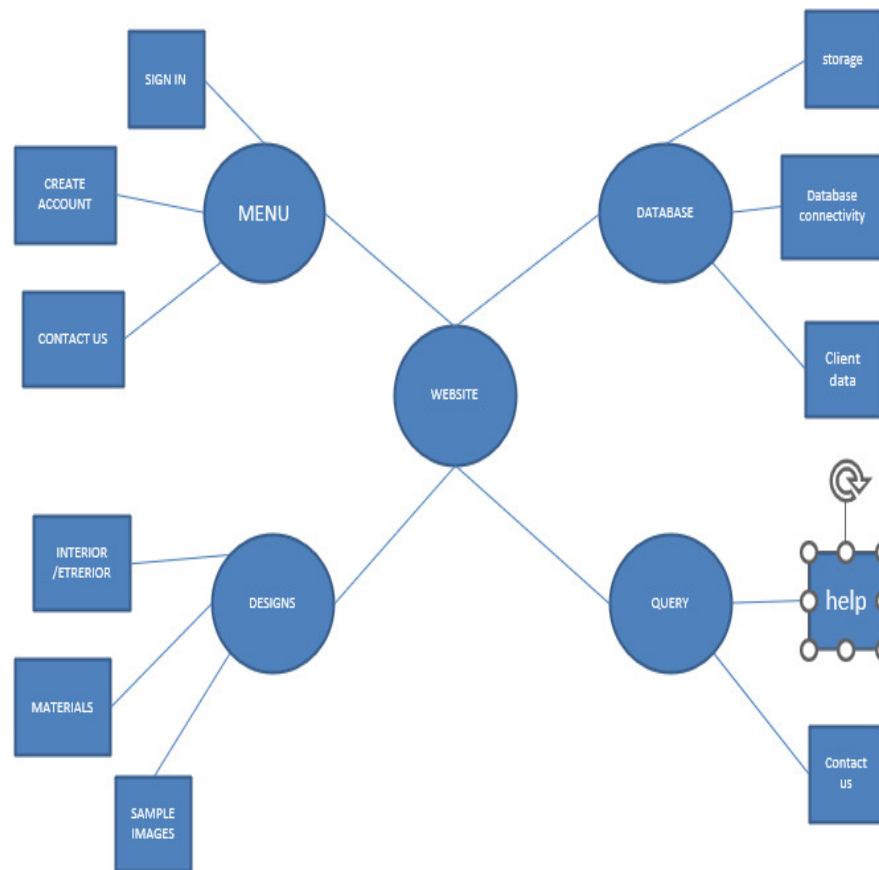 SIGN IN
CREATE
ACCOUNT
CONTACT US
MENU
storage
DATABASE
Database
connectivity
Client
data
WEBSITE
INTERIOR
/ETRERIOR
DESIGNS
MATERIALS
SAMPLE
IMAGES
QUERY
help
Contact
us